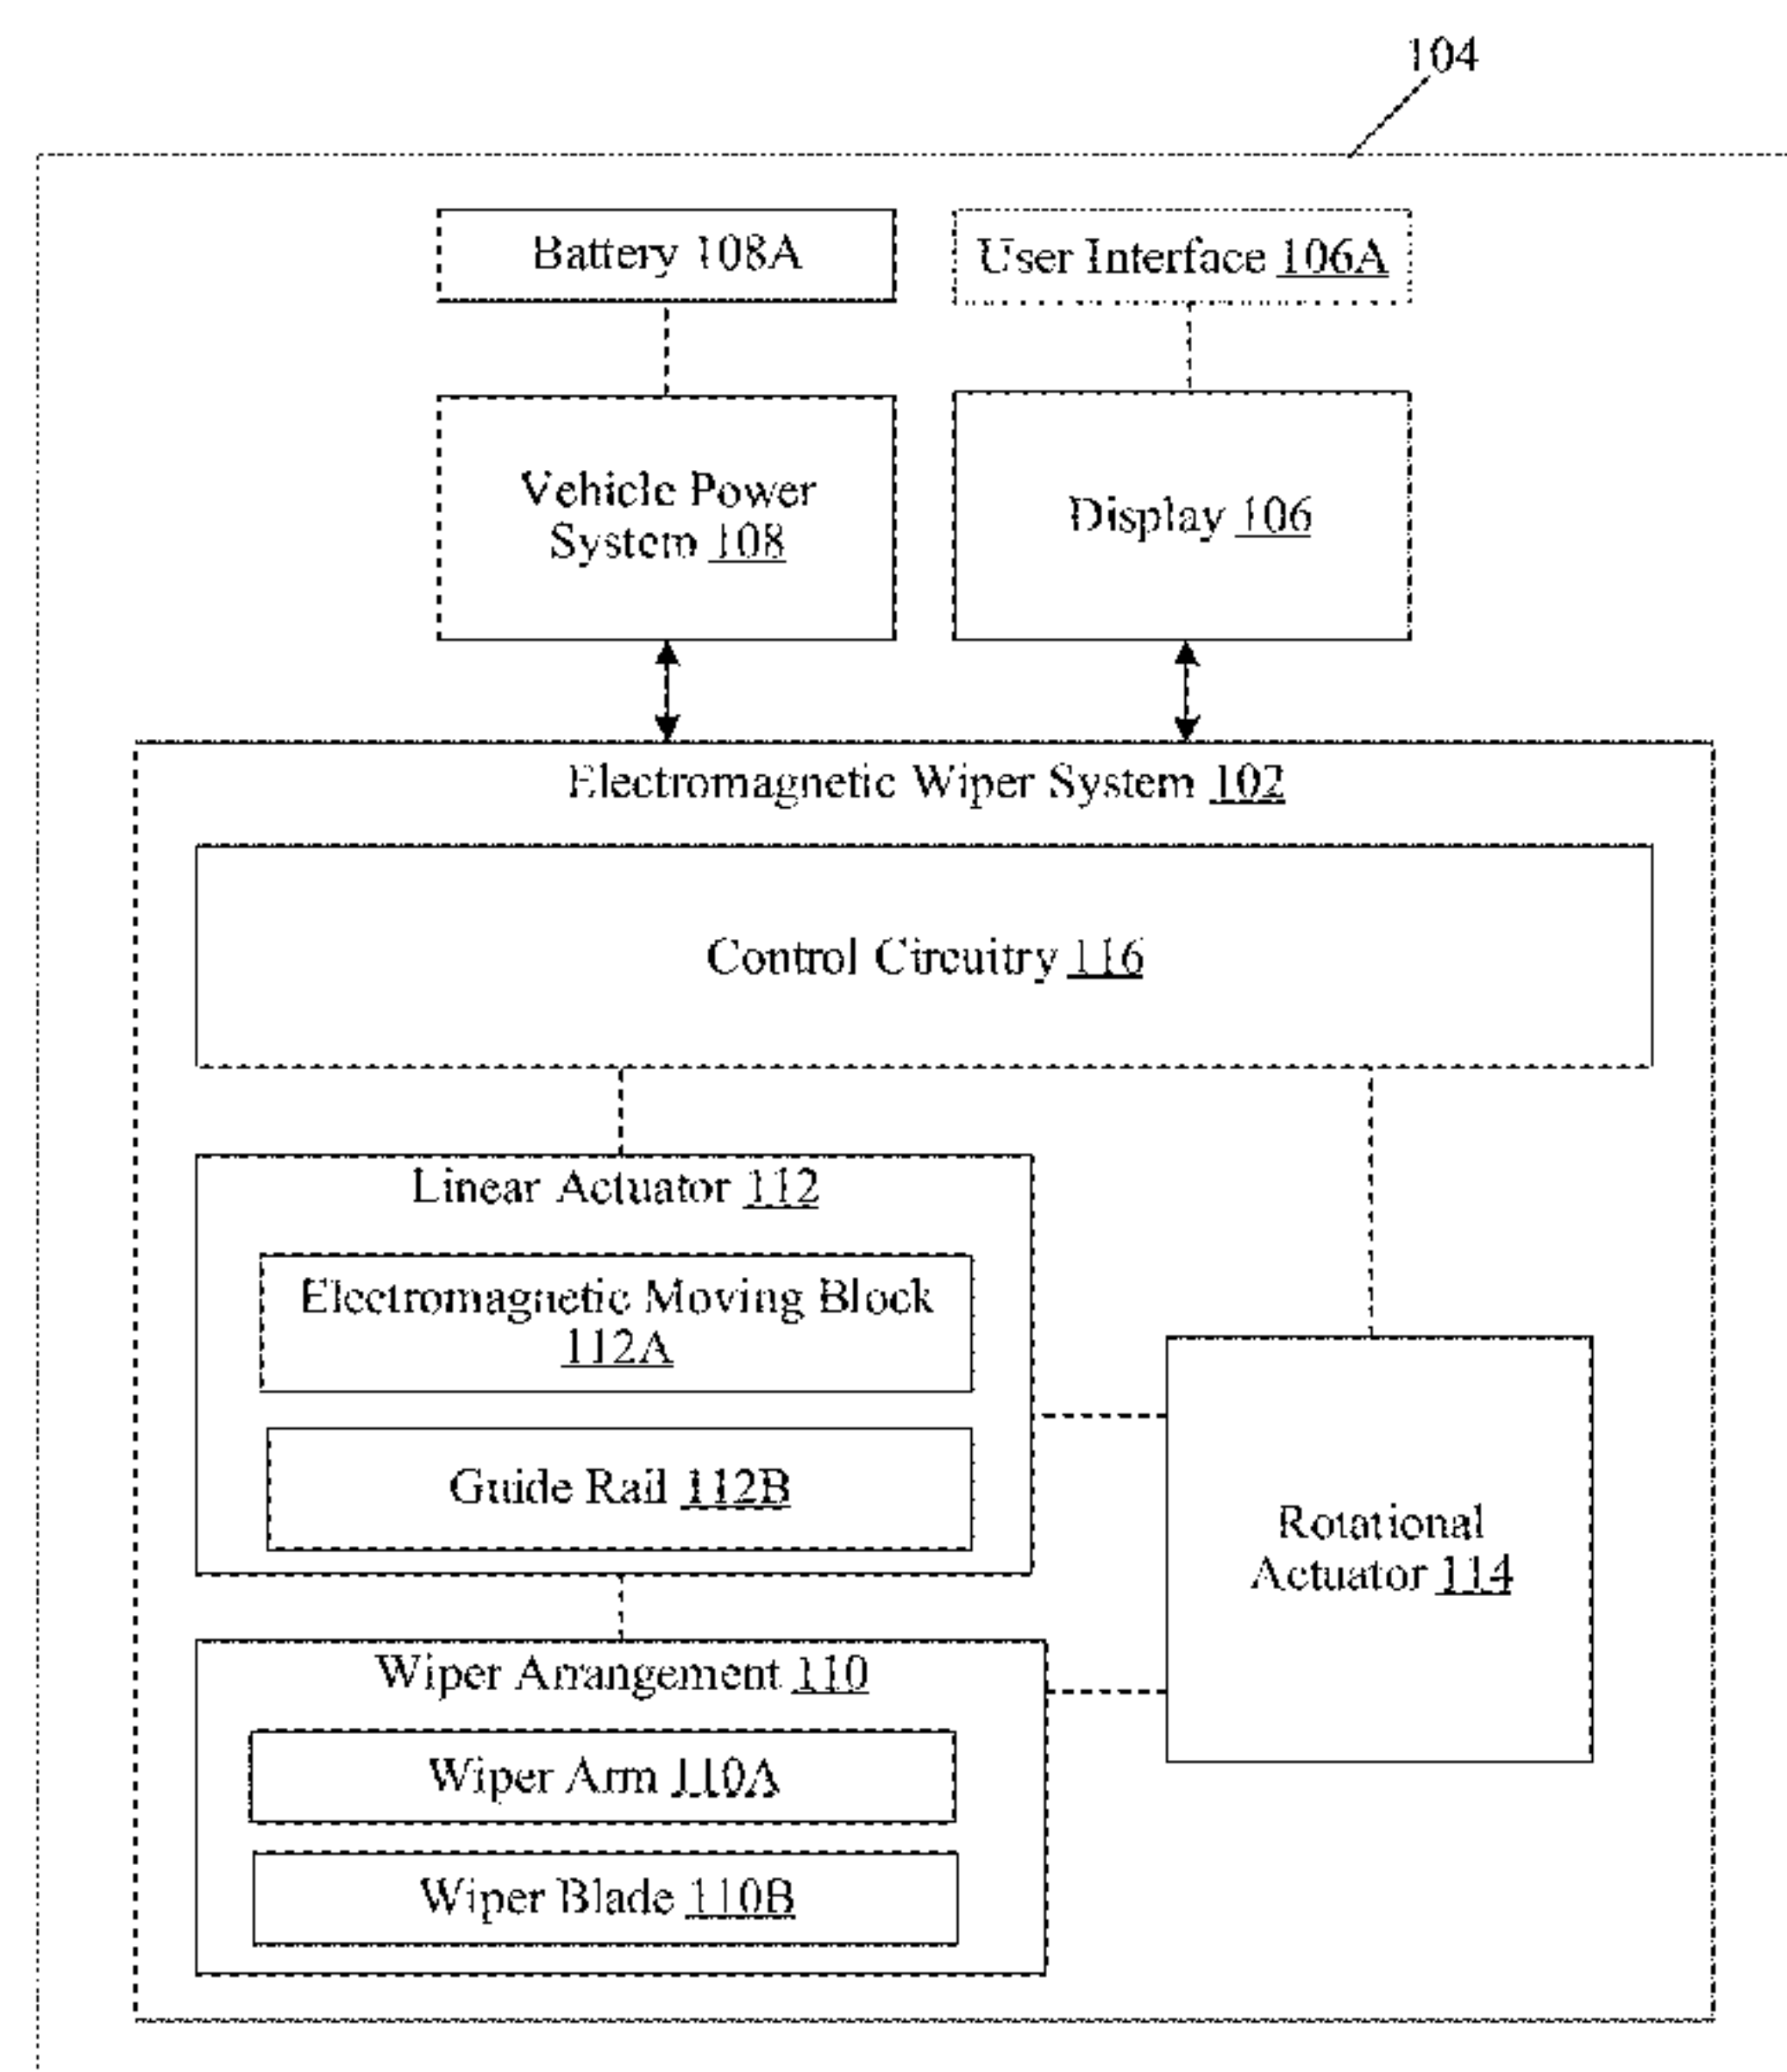 104
Battery 108A
User Interface 106A
Vehicle Power
System 108
Display 106
Electromagnetic Wiper System 102
Control Circuitry 116
Linear Actuator 112
Electromagnetic Moving Block
112A
Guide Rail 112B
Rotational
Actuator 114
Wiper Arrangement 110
Wiper Arm 110A
Wiper Blade 110B